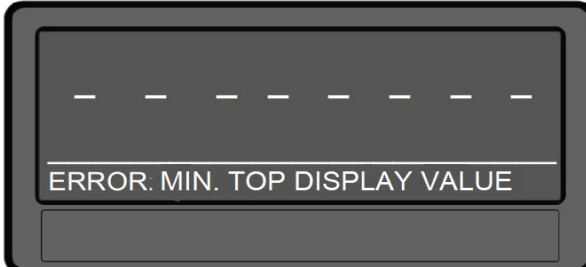 – – – – – – – –
ERROR: MIN. TOP DISPLAY VALUE